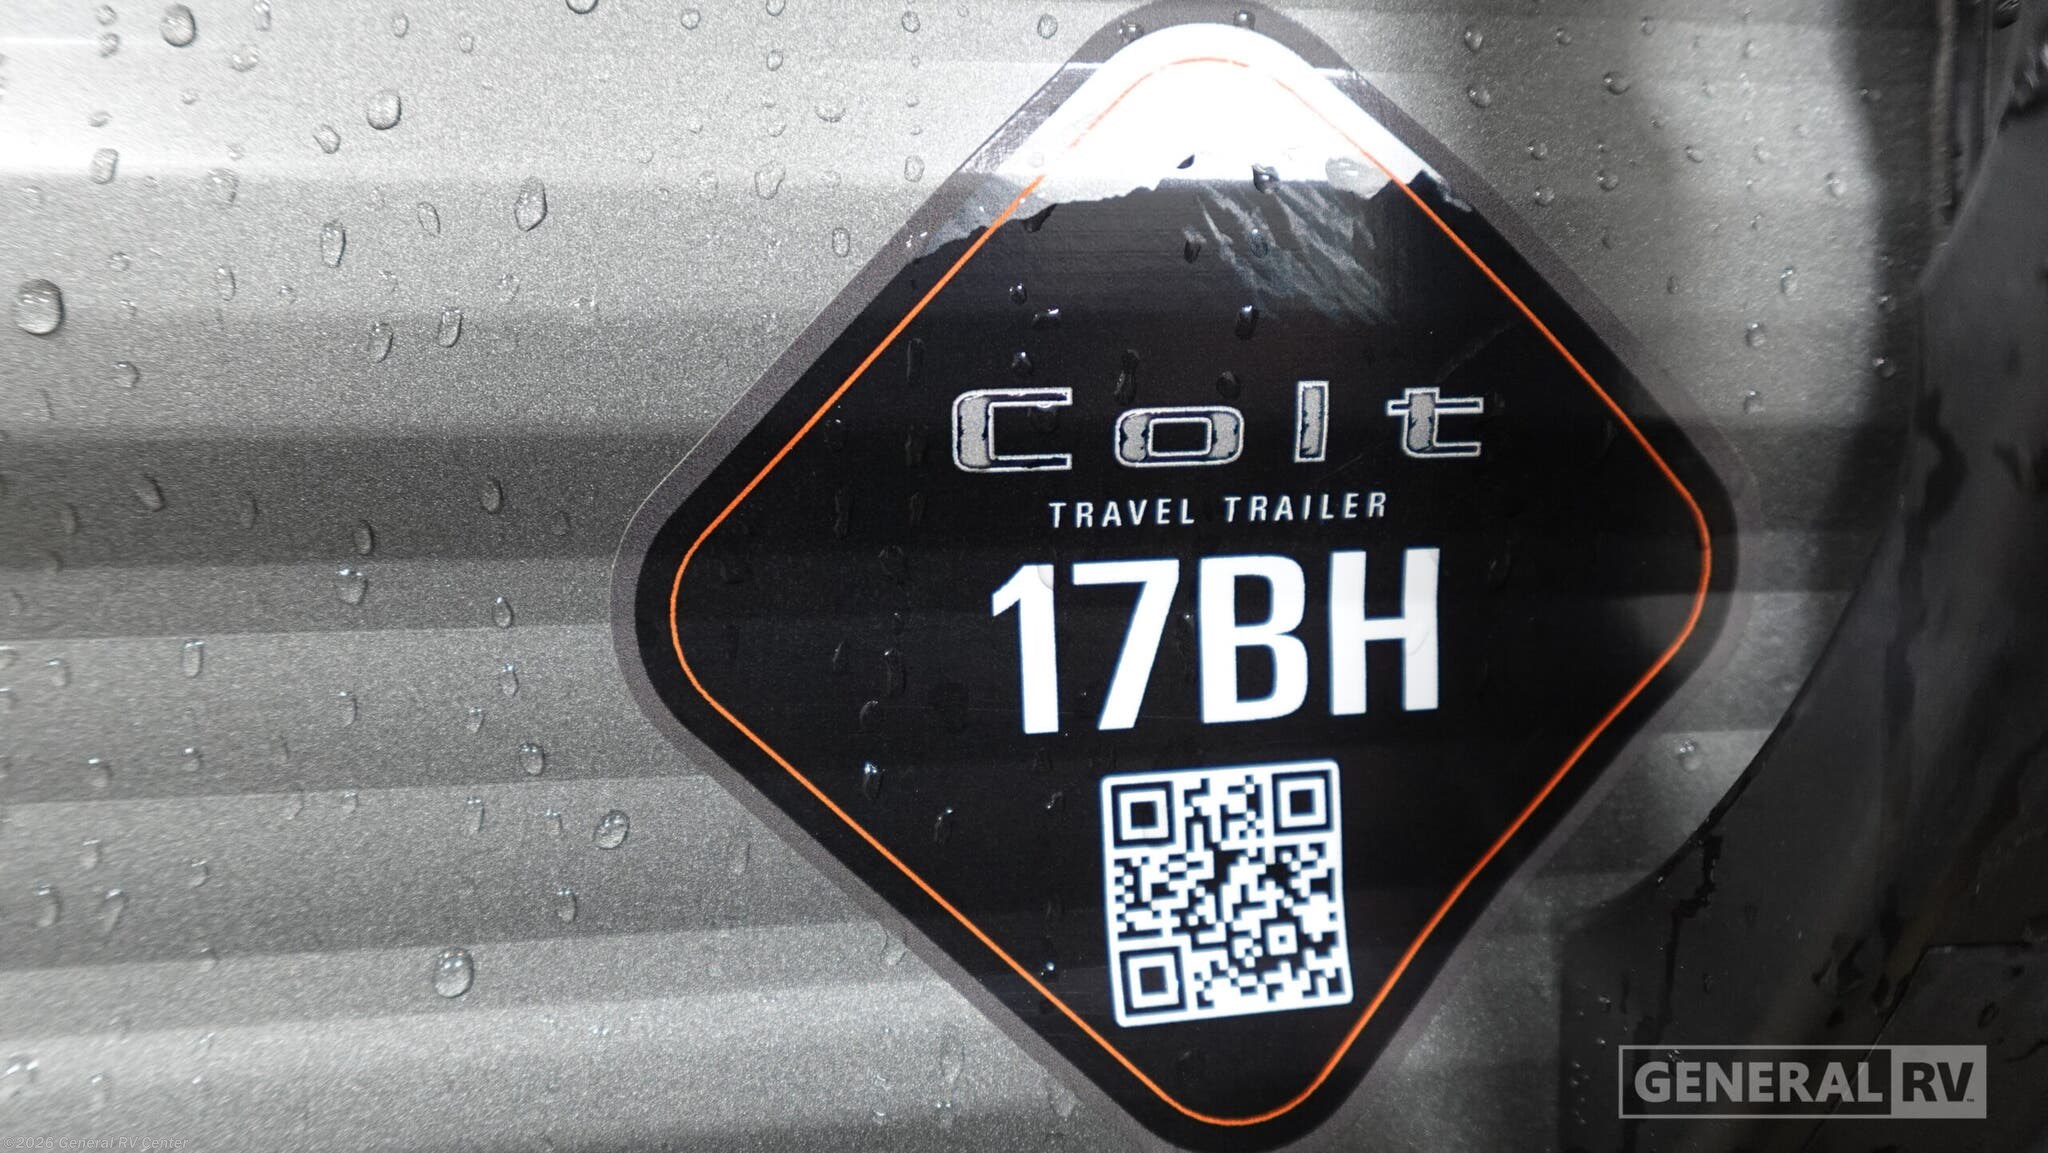 Colt
TRAVEL TRAILER
17BH
GENERAL RV
©2025 General RV Center